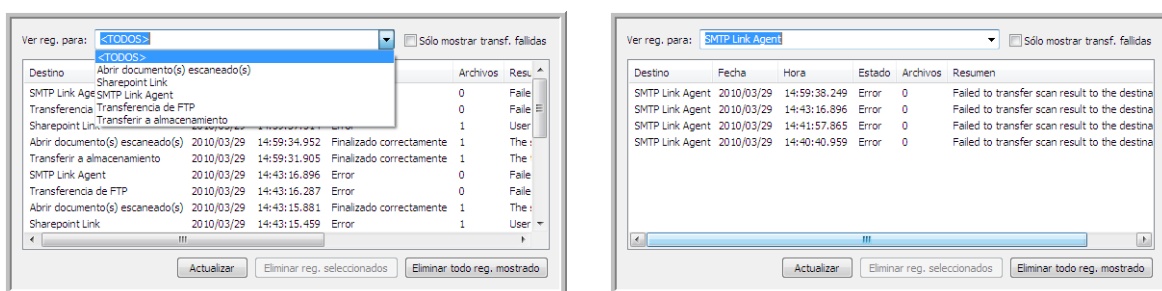 Ver reg. para: <TODOS> Sólo mostrar transf. fallidas
<TODOS>
Abrir documento(s) escaneado(s)
Sharepoint Link
SMTP Link Agent
Transferencia de FTP
Transferir a almacenamiento
Destino Archivos Resu
SMTP Link Age 0 Faile
Transferencia 0 Faile
Sharepoint Link 2010/03/29 Error 1 User
Abrir documento(s) escaneado(s) 2010/03/29 14:59:34.952 Finalizado correctamente 1 The s
Transferir a almacenamiento 2010/03/29 14:59:31.905 Finalizado correctamente 1 The
SMTP Link Agent 2010/03/29 14:43:16.896 Error 0 Faile
Transferencia de FTP 2010/03/29 14:43:16.287 Error 0 Faile
Abrir documento(s) escaneado(s) 2010/03/29 14:43:15.881 Finalizado correctamente 1 The s
Sharepoint Link 2010/03/29 14:43:15.459 Error 1 User
Actualizar Eliminar reg. seleccionados Eliminar todo reg. mostrado
Ver reg. para: SMTP Link Agent Sólo mostrar transf. fallidas
Destino Fecha Hora Estado Archivos Resumen
SMTP Link Agent 2010/03/29 14:59:38.249 Error 0 Failed to transfer scan result to the destina
SMTP Link Agent 2010/03/29 14:43:16.896 Error 0 Failed to transfer scan result to the destina
SMTP Link Agent 2010/03/29 14:41:57.865 Error 0 Failed to transfer scan result to the destina
SMTP Link Agent 2010/03/29 14:40:40.959 Error 0 Failed to transfer scan result to the destina
Actualizar Eliminar reg. seleccionados Eliminar todo reg. mostrado